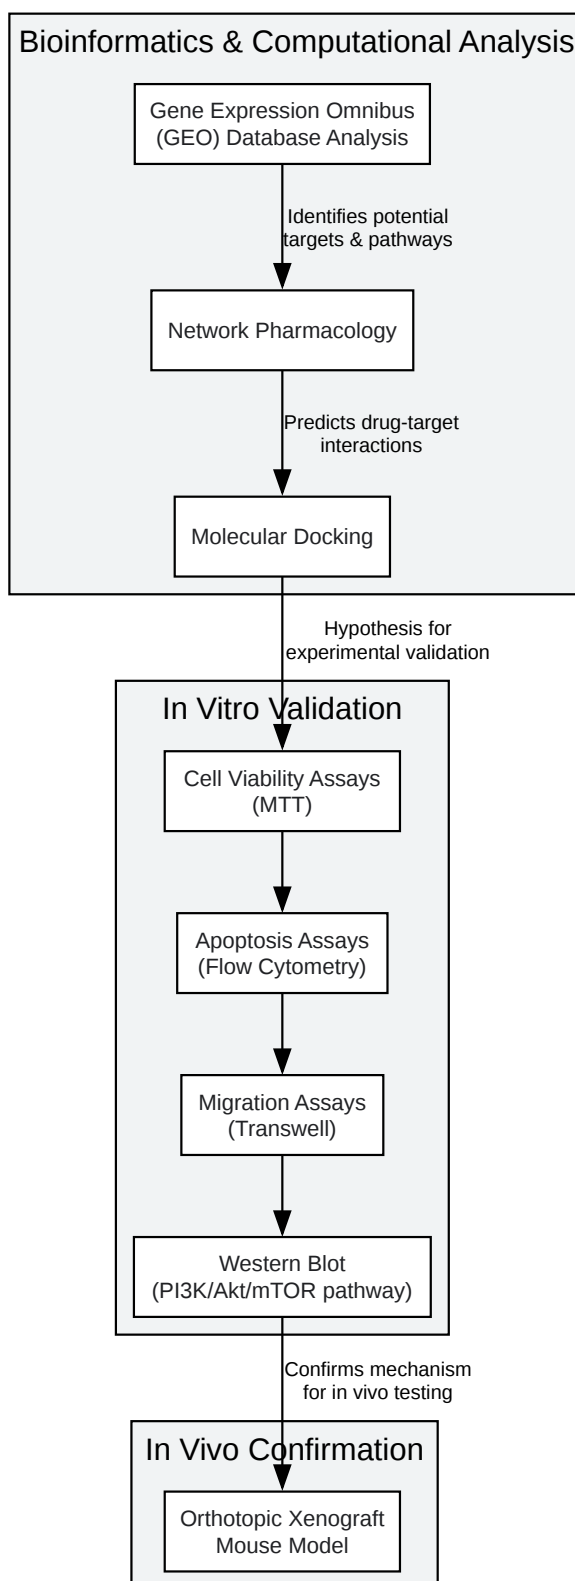 Bioinformatics & Computational Analysis
Gene Expression Omnibus
(GEO) Database Analysis
Identifies potential
targets & pathways
Network Pharmacology
Predicts drug-target
interactions
Molecular Docking
Hypothesis for
experimental validation
In Vitro Validation
Cell Viability Assays
(MTT)
Apoptosis Assays
(Flow Cytometry)
Migration Assays
(Transwell)
Western Blot
(PI3K/Akt/mTOR pathway)
Confirms mechanism
for in vivo testing
In Vivo Confirmation
Orthotopic Xenograft
Mouse Model